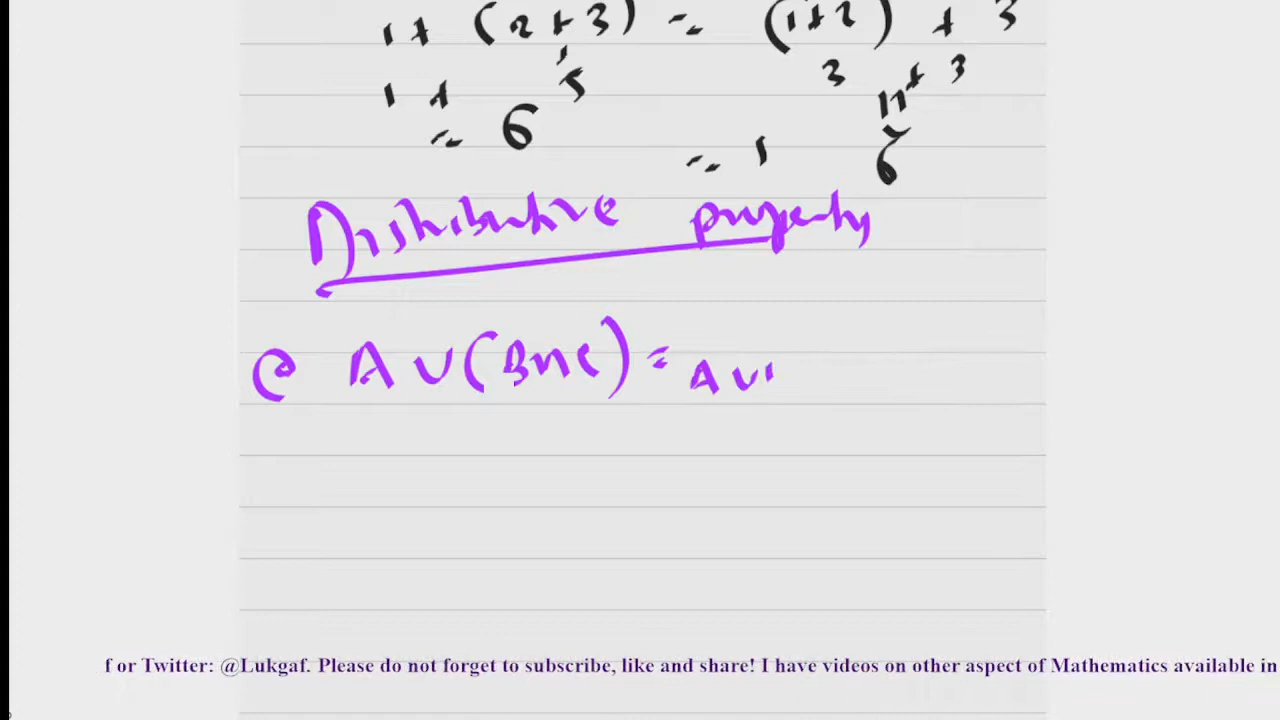 1 + (2 + 3) = (1+2) + 3
1 + 5 3 + 3
= 6
= 6
Distributive property
@ A ∪ (B ∩ C) = A ∪
f or Twitter: @Lukgaf. Please do not forget to subscribe, like and share! I have videos on other aspect of Mathematics available in